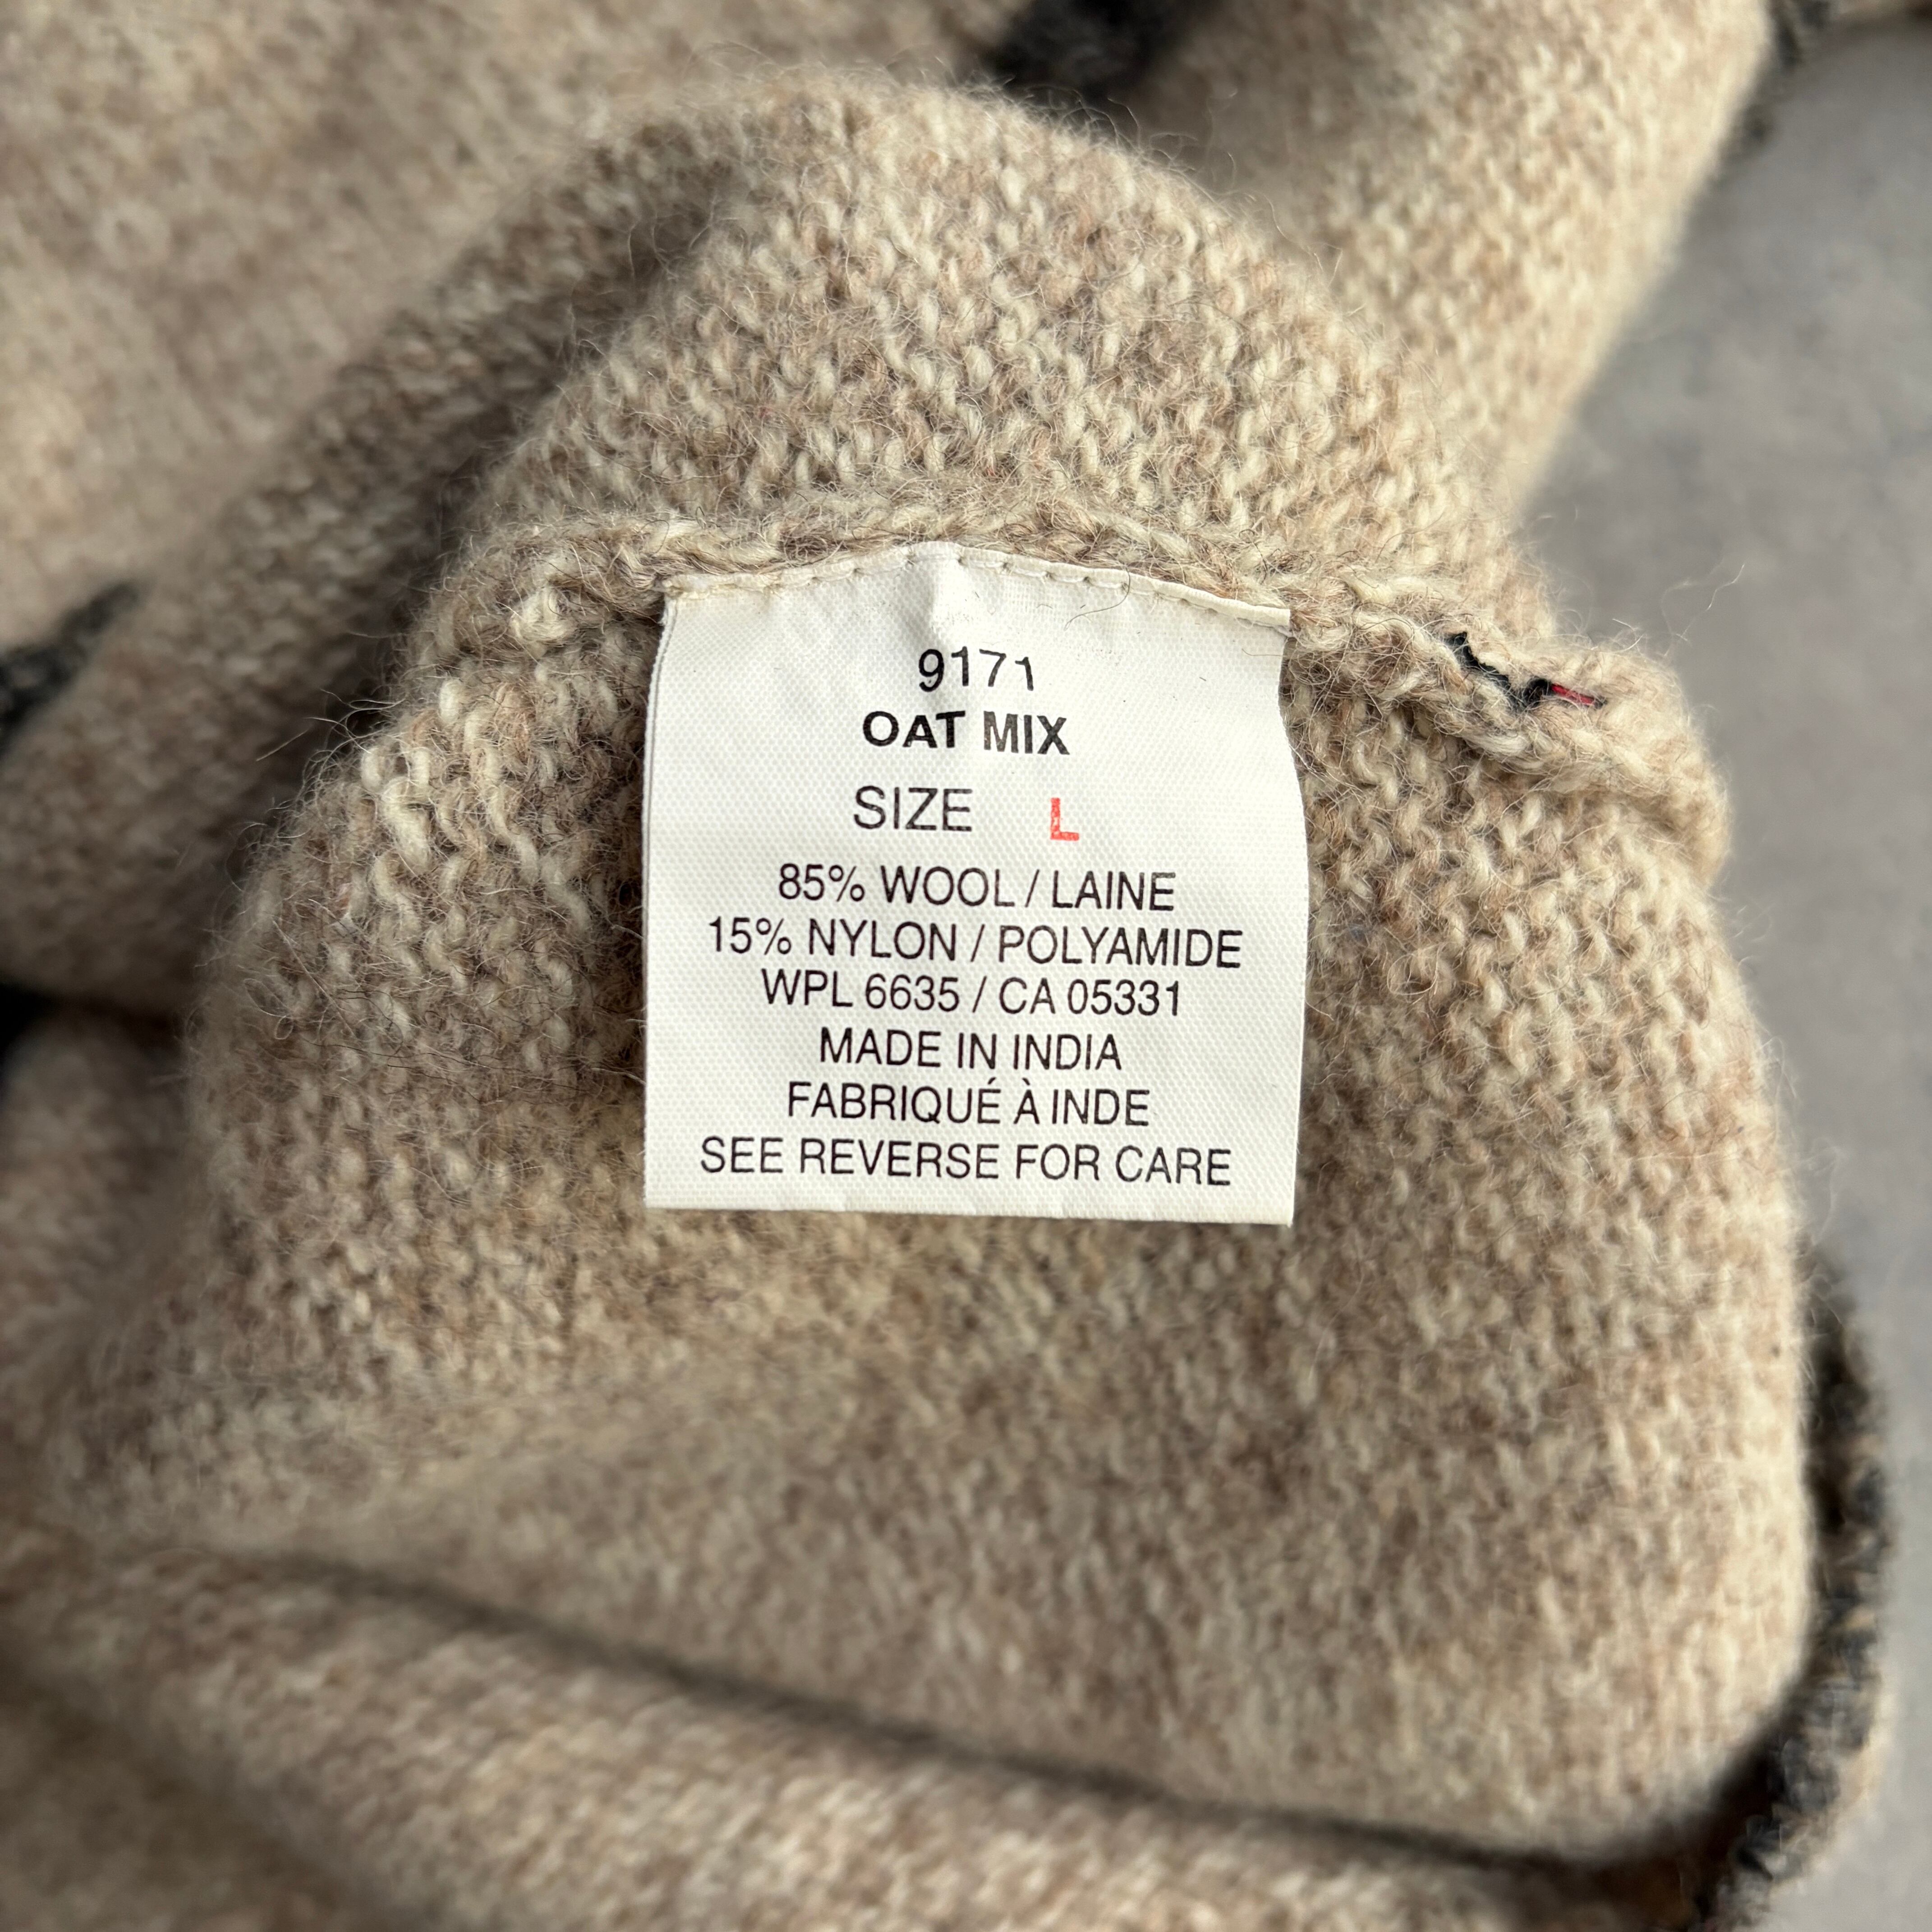 9171
OAT MIX
SIZE L
85% WOOL / LAINE
15% NYLON / POLYAMIDE
WPL 6635 / CA 05331
MADE IN INDIA
FABRIQUÉ À INDE
SEE REVERSE FOR CARE